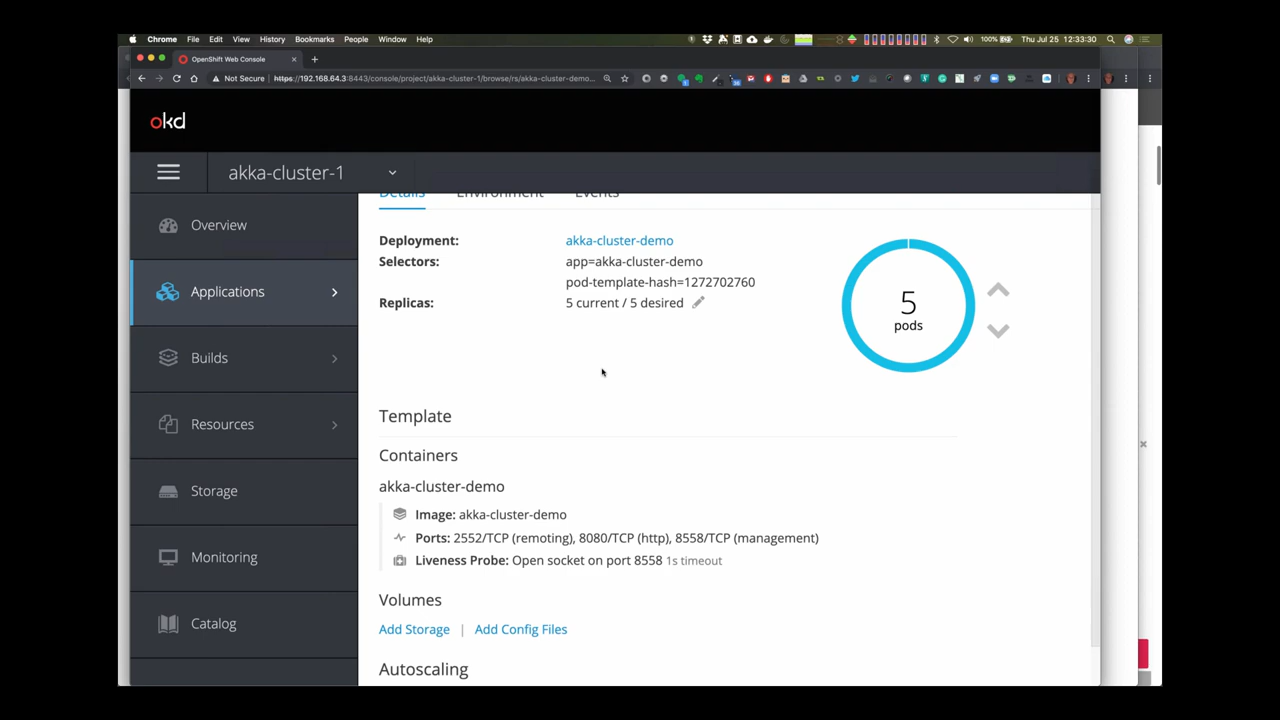 Chrome File Edit View History Bookmarks People Window Help 100% Thu Jul 25 12:33:30
OpenShift Web Console
Not Secure https://192.168.64.3:8443/console/project/akka-cluster-1/browse/rs/akka-cluster-demo...
okd
akka-cluster-1
Overview
Applications
Builds
Resources
Storage
Monitoring
Catalog
Details Environment Events
Deployment: akka-cluster-demo
Selectors: app=akka-cluster-demo
pod-template-hash=1272702760
Replicas: 5 current / 5 desired
5
pods
Template
Containers
akka-cluster-demo
Image: akka-cluster-demo
Ports: 2552/TCP (remoting), 8080/TCP (http), 8558/TCP (management)
Liveness Probe: Open socket on port 8558 1s timeout
Volumes
Add Storage | Add Config Files
Autoscaling